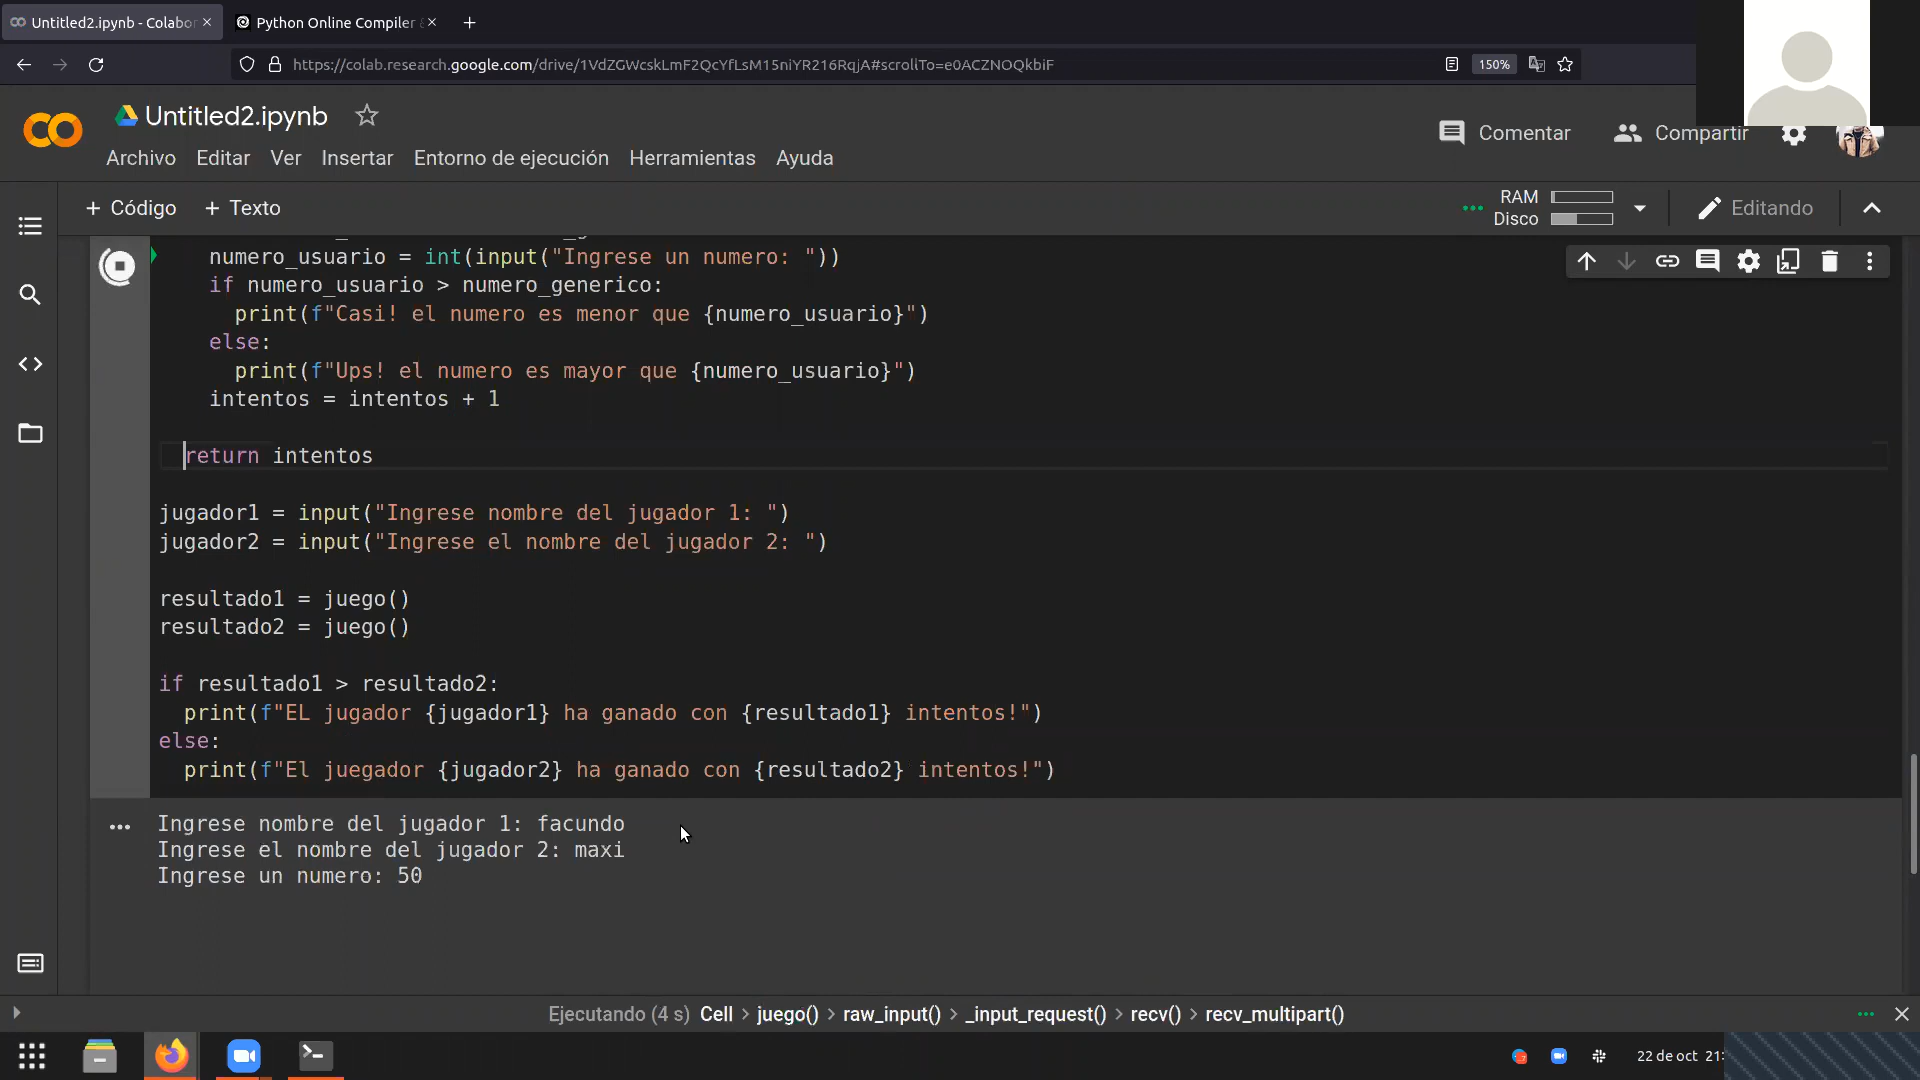 Untitled2.ipynb - Colabor
Python Online Compiler
https://colab.research.google.com/drive/1VdZGWcskLmF2QcYfLsM15niYR216RqjA#scrollTo=e0ACZNOQkbiF
150%
Untitled2.ipynb
Comentar
Compartir
Archivo Editar Ver Insertar Entorno de ejecución Herramientas Ayuda
+ Código + Texto
RAM
Disco
Editando
numero_usuario = int(input("Ingrese un numero: "))
if numero_usuario > numero_generico:
print(f"Casi! el numero es menor que {numero_usuario}")
else:
print(f"Ups! el numero es mayor que {numero_usuario}")
intentos = intentos + 1
return intentos
jugador1 = input("Ingrese nombre del jugador 1: ")
jugador2 = input("Ingrese el nombre del jugador 2: ")
resultado1 = juego()
resultado2 = juego()
if resultado1 > resultado2:
print(f"EL jugador {jugador1} ha ganado con {resultado1} intentos!")
else:
print(f"El juegador {jugador2} ha ganado con {resultado2} intentos!")
Ingrese nombre del jugador 1: facundo
Ingrese el nombre del jugador 2: maxi
Ingrese un numero: 50
Ejecutando (4 s) Cell > juego() > raw_input() > _input_request() > recv() > recv_multipart()
22 de oct 21: